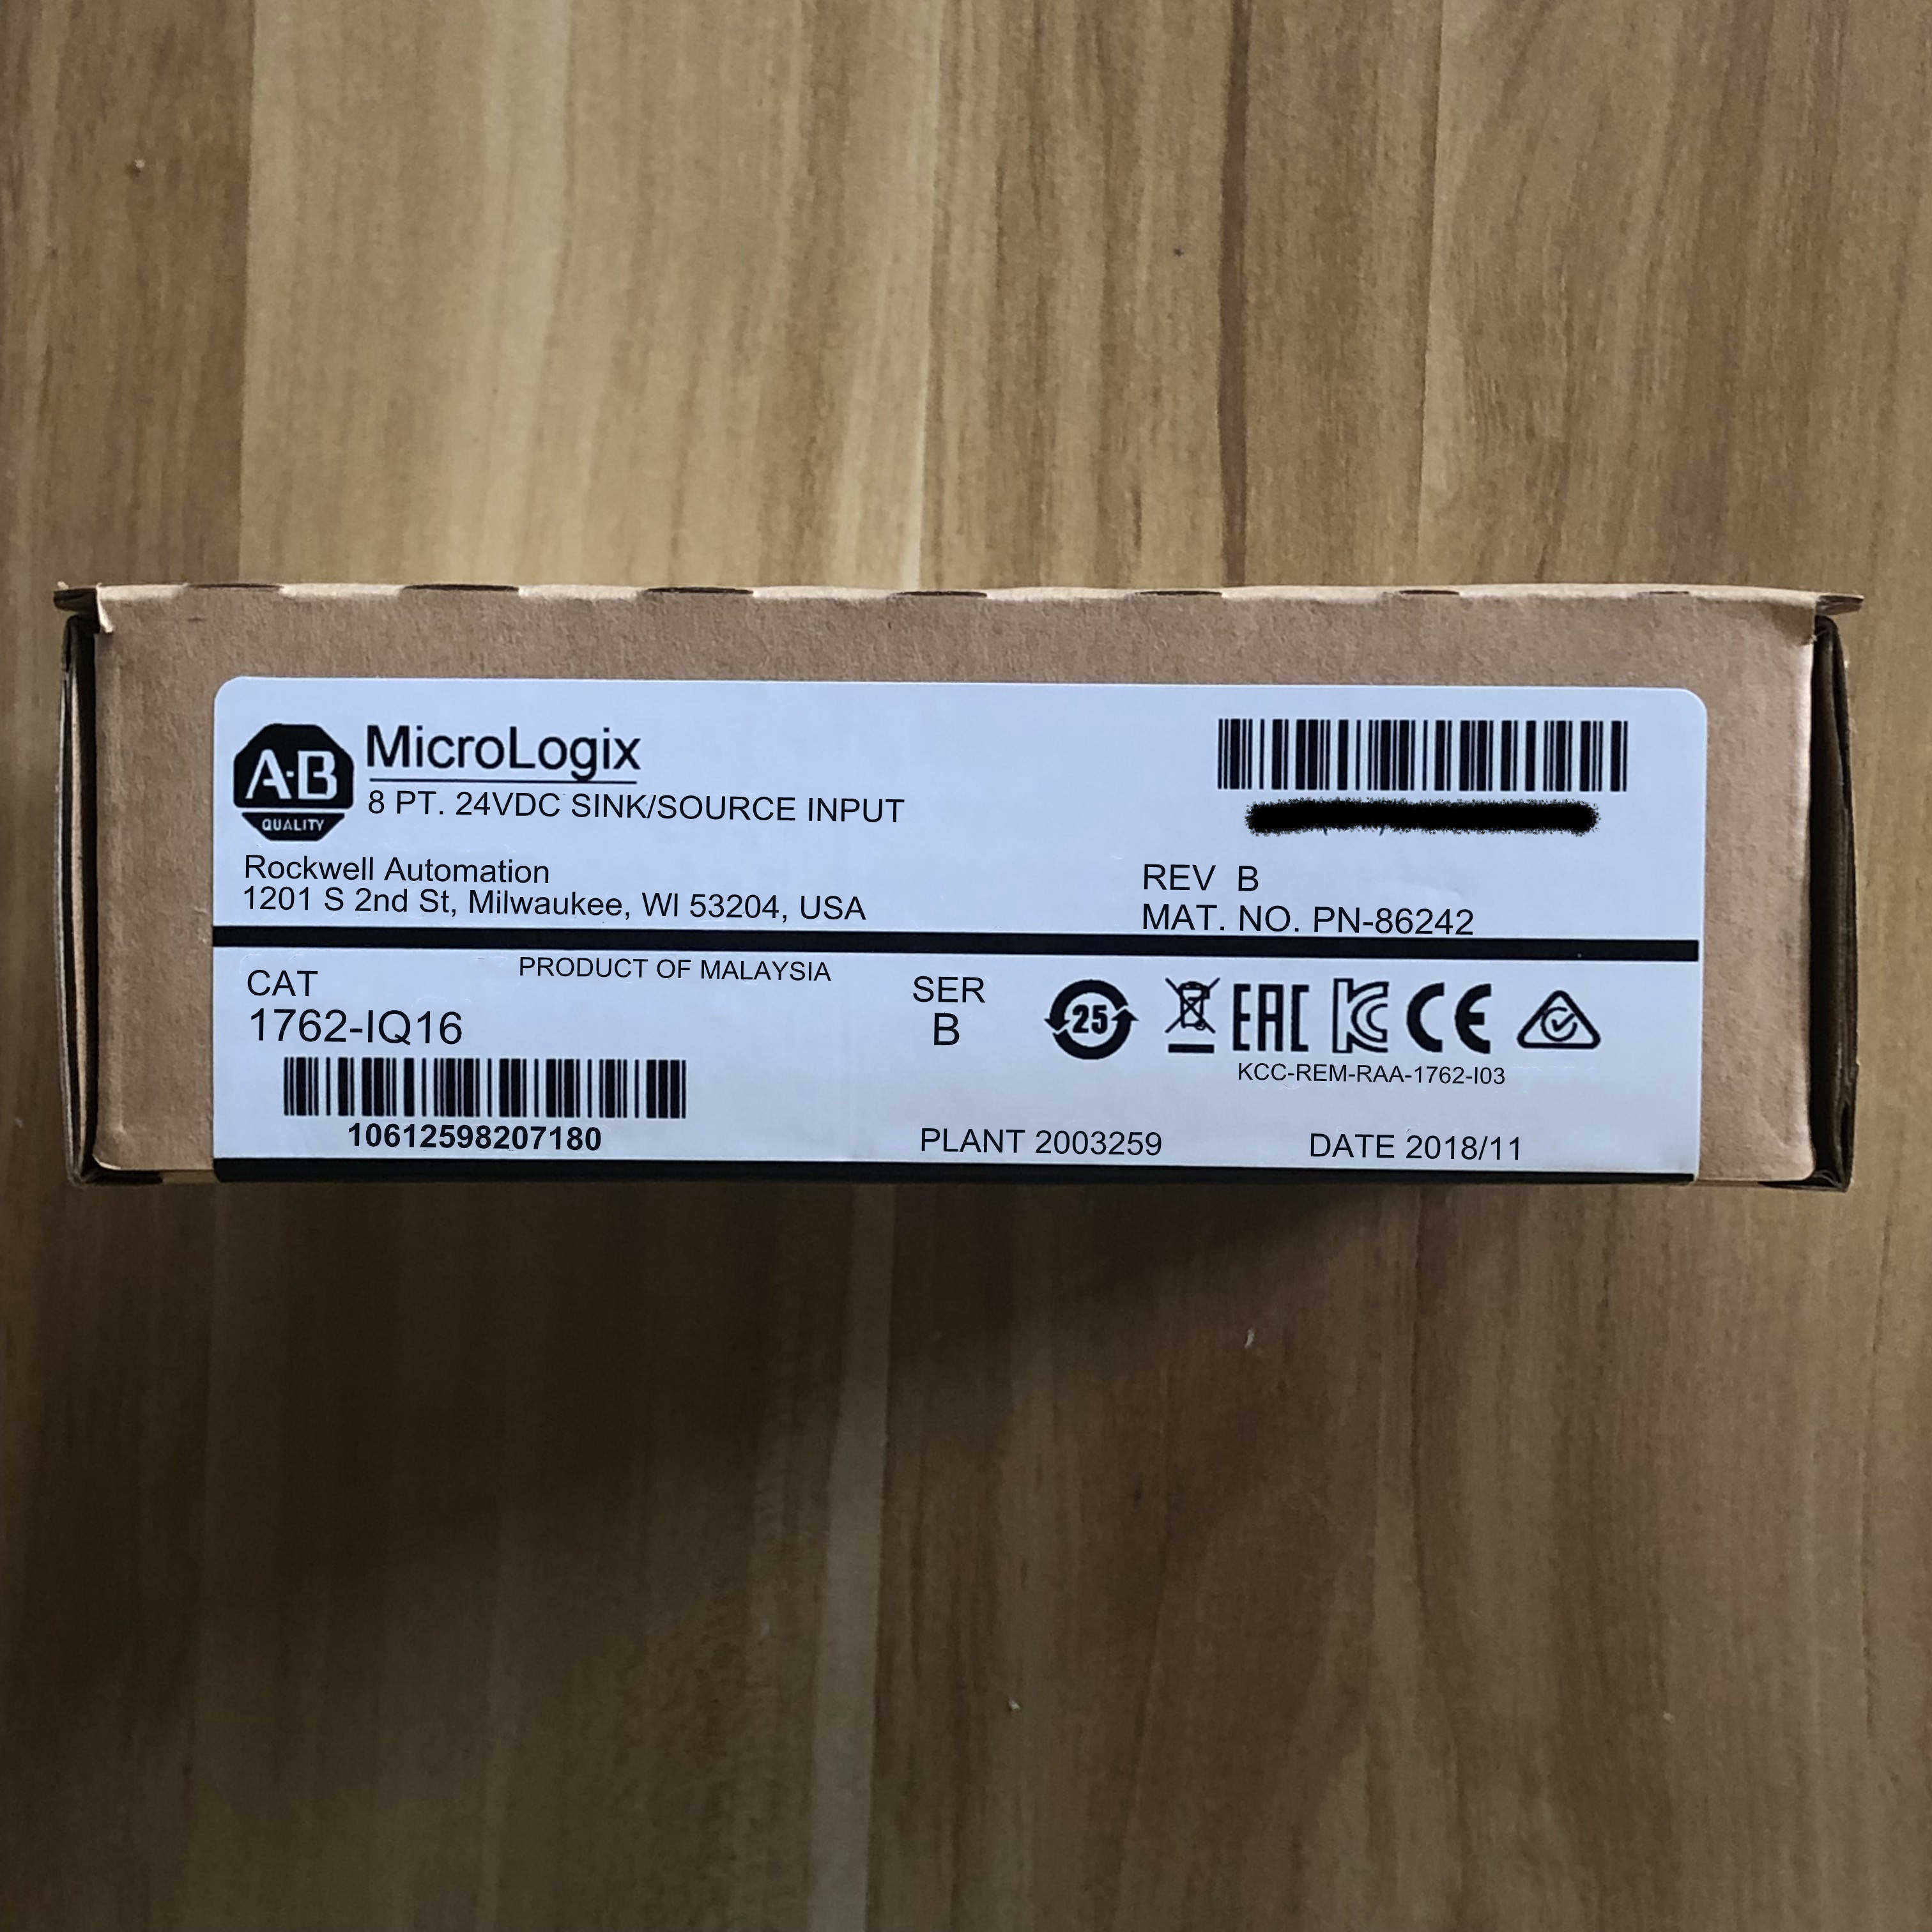 A-B
QUALITY
MicroLogix
8 PT. 24VDC SINK/SOURCE INPUT
Rockwell Automation
1201 S 2nd St, Milwaukee, WI 53204, USA
REV B
MAT. NO. PN-86242
PRODUCT OF MALAYSIA
CAT
1762-IQ16
SER
B
25
EAC
KC
CE
KCC-REM-RAA-1762-I03
10612598207180
PLANT 2003259
DATE 2018/11